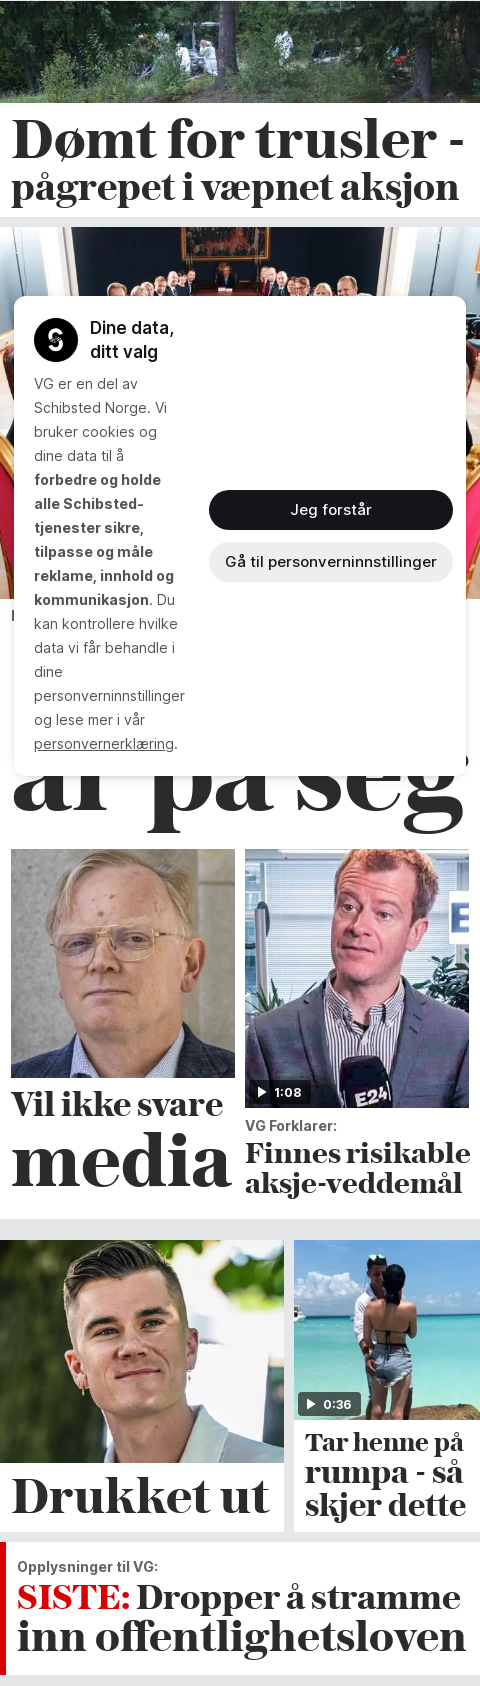 Dømt for trusler -
pågrepet i væpnet aksjon
Dine data,
ditt valg
VG er en del av
Schibsted Norge. Vi
bruker cookies og
dine data til å
forbedre og holde
alle Schibsted-
tjenester sikre,
tilpasse og måle
reklame, innhold og
kommunikasjon. Du
kan kontrollere hvilke
data vi får behandle i
dine
personverninnstillinger
og lese mer i vår
personvernerklæring.
Jeg forstår
Gå til personverninnstillinger
år på seg
E24
1:08
Vil ikke svare
media
VG Forklarer:
Finnes risikable
aksje-veddemål
0:36
Drukket ut
Tar henne på
rumpa - så
skjer dette
Opplysninger til VG:
SISTE: Dropper å stramme
inn offentlighetsloven